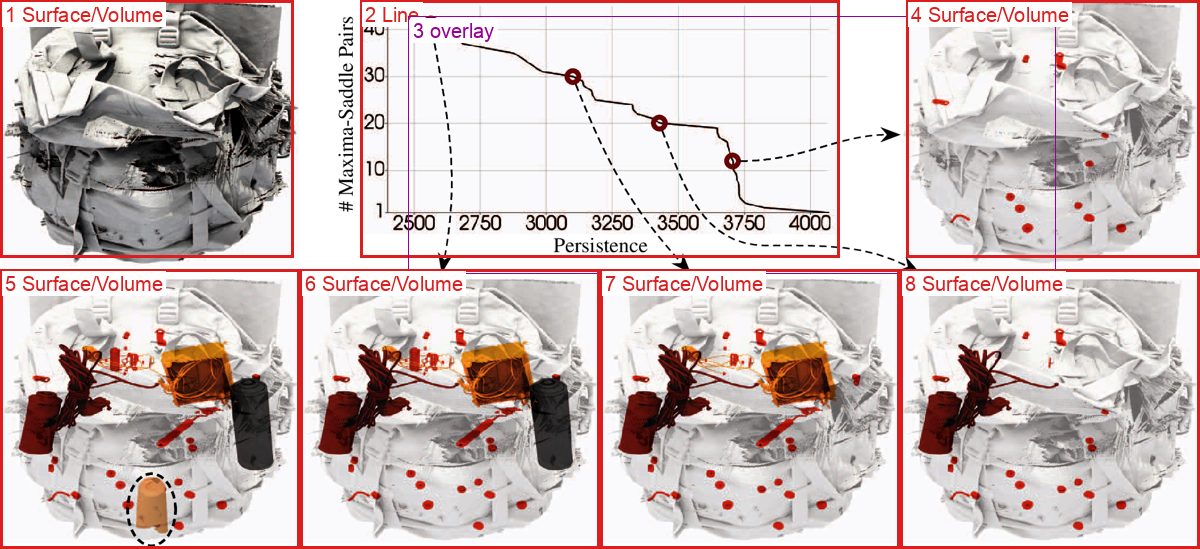 1 Surface/Volume
2 Line
3 overlay
4 Surface/Volume
# Maxima-Saddle Pairs
40
30
20
10
1
2500 2750 3000 3250 3500 3750 4000
Persistence
5 Surface/Volume
6 Surface/Volume
7 Surface/Volume
8 Surface/Volume